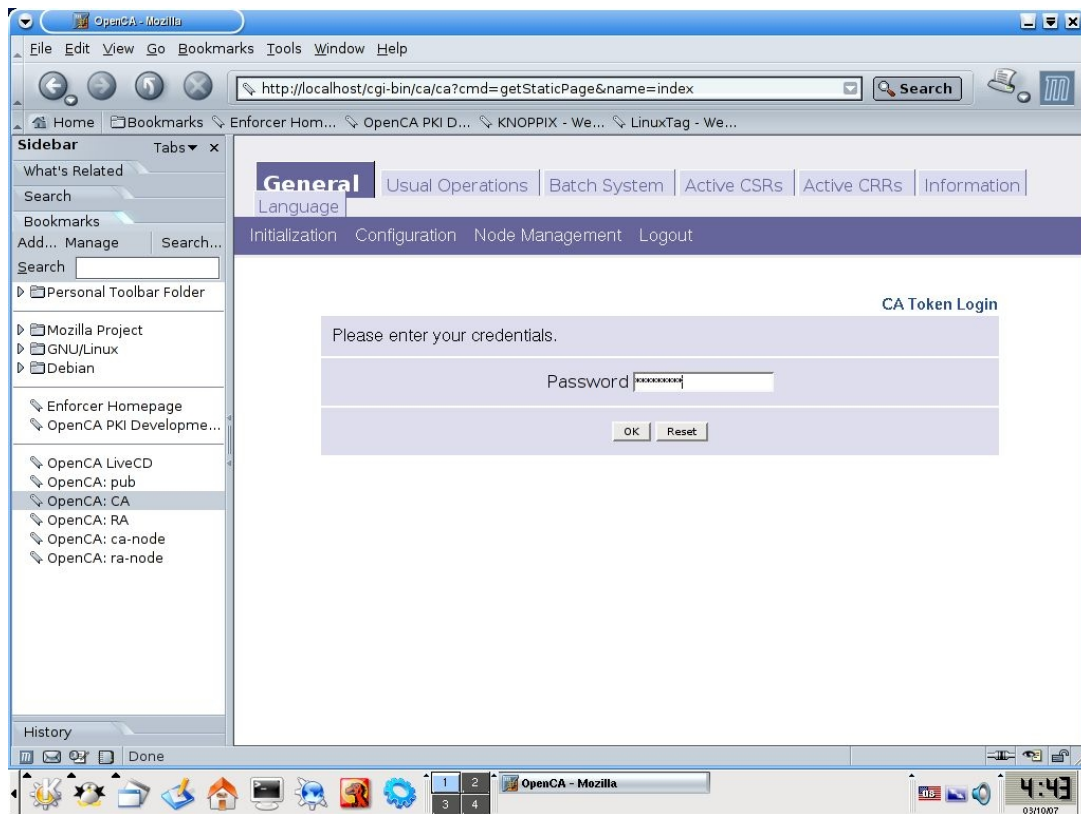 OpenCA - Mozilla
File Edit View Go Bookmarks Tools Window Help
http://localhost/cgi-bin/ca/ca?cmd=getStaticPage&name=index
Search
Home Bookmarks Enforcer Hom... OpenCA PKI D... KNOPPIX - We... LinuxTag - We...
Sidebar Tabs x
What's Related
Search
Bookmarks
Add... Manage Search...
Search
Personal Toolbar Folder
Mozilla Project
GNU/Linux
Debian
Enforcer Homepage
OpenCA PKI Developme...
OpenCA LiveCD
OpenCA: pub
OpenCA: CA
OpenCA: RA
OpenCA: ca-node
OpenCA: ra-node
History
General Usual Operations Batch System Active CSRs Active CRRs Information
Language
Initialization Configuration Node Management Logout
CA Token Login
Please enter your credentials.
Password *********
OK Reset
Done
1 2
3 4
OpenCA - Mozilla
us
4:43
03/10/07